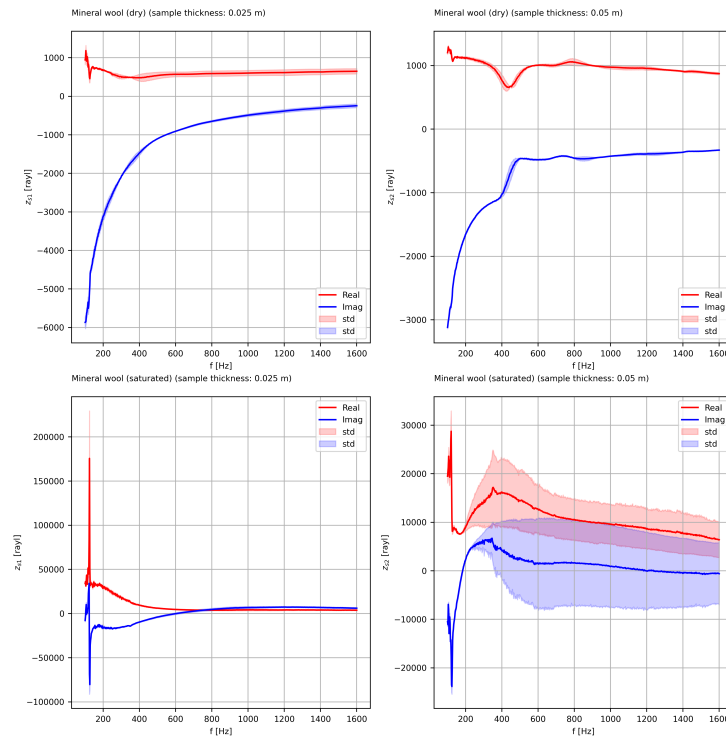 Mineral wool (dry) (sample thickness: 0.025 m)
1000
0
−1000
−2000
−3000
−4000
−5000
−6000
z_s1 [rayl]
200 400 600 800 1000 1200 1400 1600
f [Hz]
Real
Imag
std
std
Mineral wool (dry) (sample thickness: 0.05 m)
1000
0
−1000
−2000
−3000
z_s2 [rayl]
200 400 600 800 1000 1200 1400 1600
f [Hz]
Real
Imag
std
std
Mineral wool (saturated) (sample thickness: 0.025 m)
200000
150000
100000
50000
0
−50000
−100000
z_s1 [rayl]
200 400 600 800 1000 1200 1400 1600
f [Hz]
Real
Imag
std
std
Mineral wool (saturated) (sample thickness: 0.05 m)
30000
20000
10000
0
−10000
−20000
z_s2 [rayl]
200 400 600 800 1000 1200 1400 1600
f [Hz]
Real
Imag
std
std